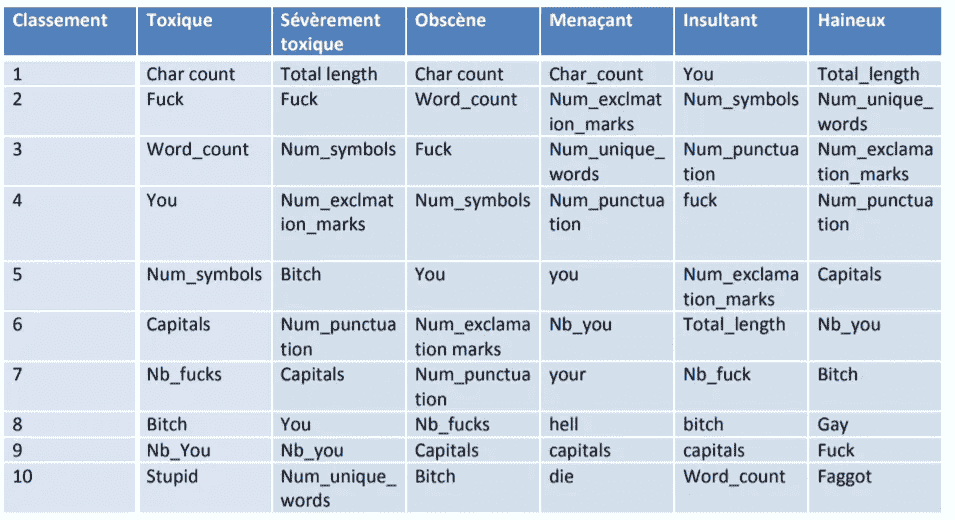 Classement Toxique Sévèrement toxique Obscène Menaçant Insultant Haineux
1 Char count Total length Char count Char_count You Total_length
2 Fuck Fuck Word_count Num_exclmation_marks Num_symbols Num_unique_words
3 Word_count Num_symbols Fuck Num_unique_words Num_punctuation Num_exclamation_marks
4 You Num_exclmation_marks Num_symbols Num_punctuation fuck Num_punctuation
5 Num_symbols Bitch You you Num_exclamation_marks Capitals
6 Capitals Num_punctuation Num_exclamation marks Nb_you Total_length Nb_you
7 Nb_fucks Capitals Num_punctuation your Nb_fuck Bitch
8 Bitch You Nb_fucks hell bitch Gay
9 Nb_You Nb_you Capitals capitals capitals Fuck
10 Stupid Num_unique_words Bitch die Word_count Faggot